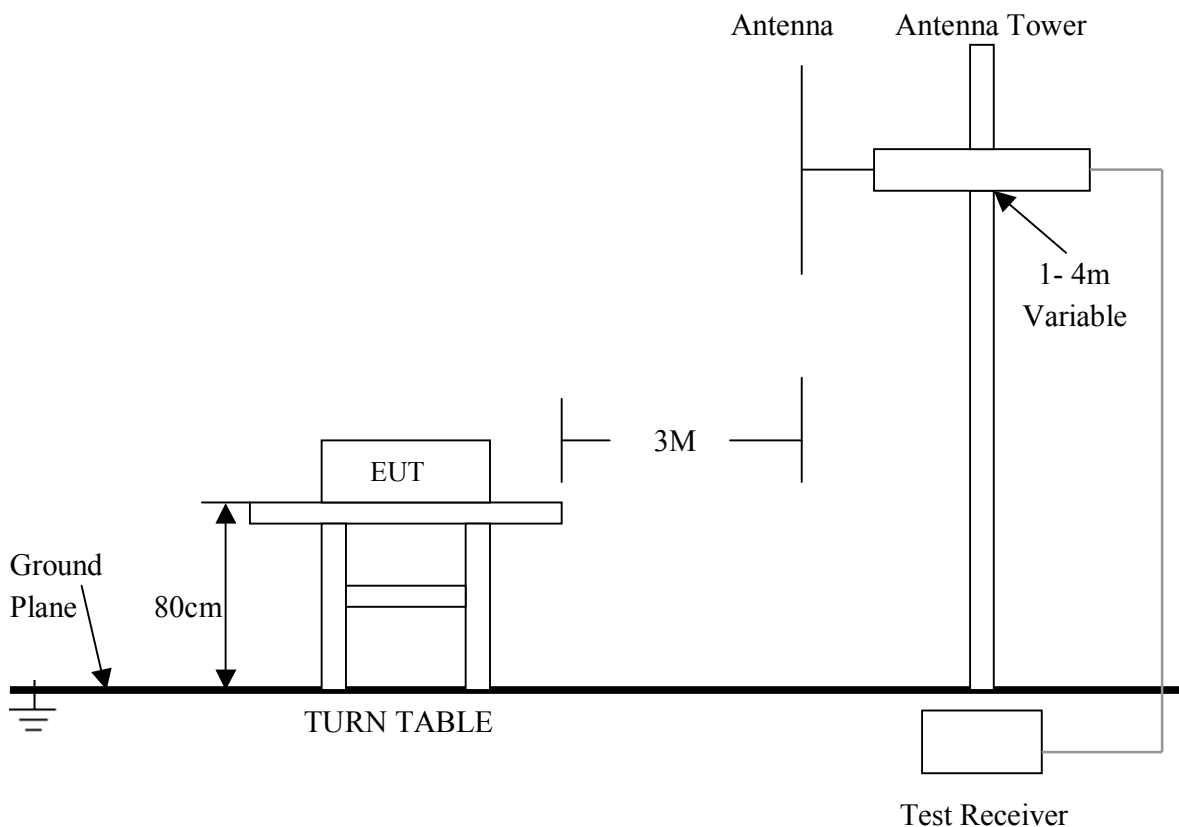 Antenna
Antenna Tower
1- 4m
Variable
3M
EUT
Ground
Plane
80cm
TURN TABLE
Test Receiver